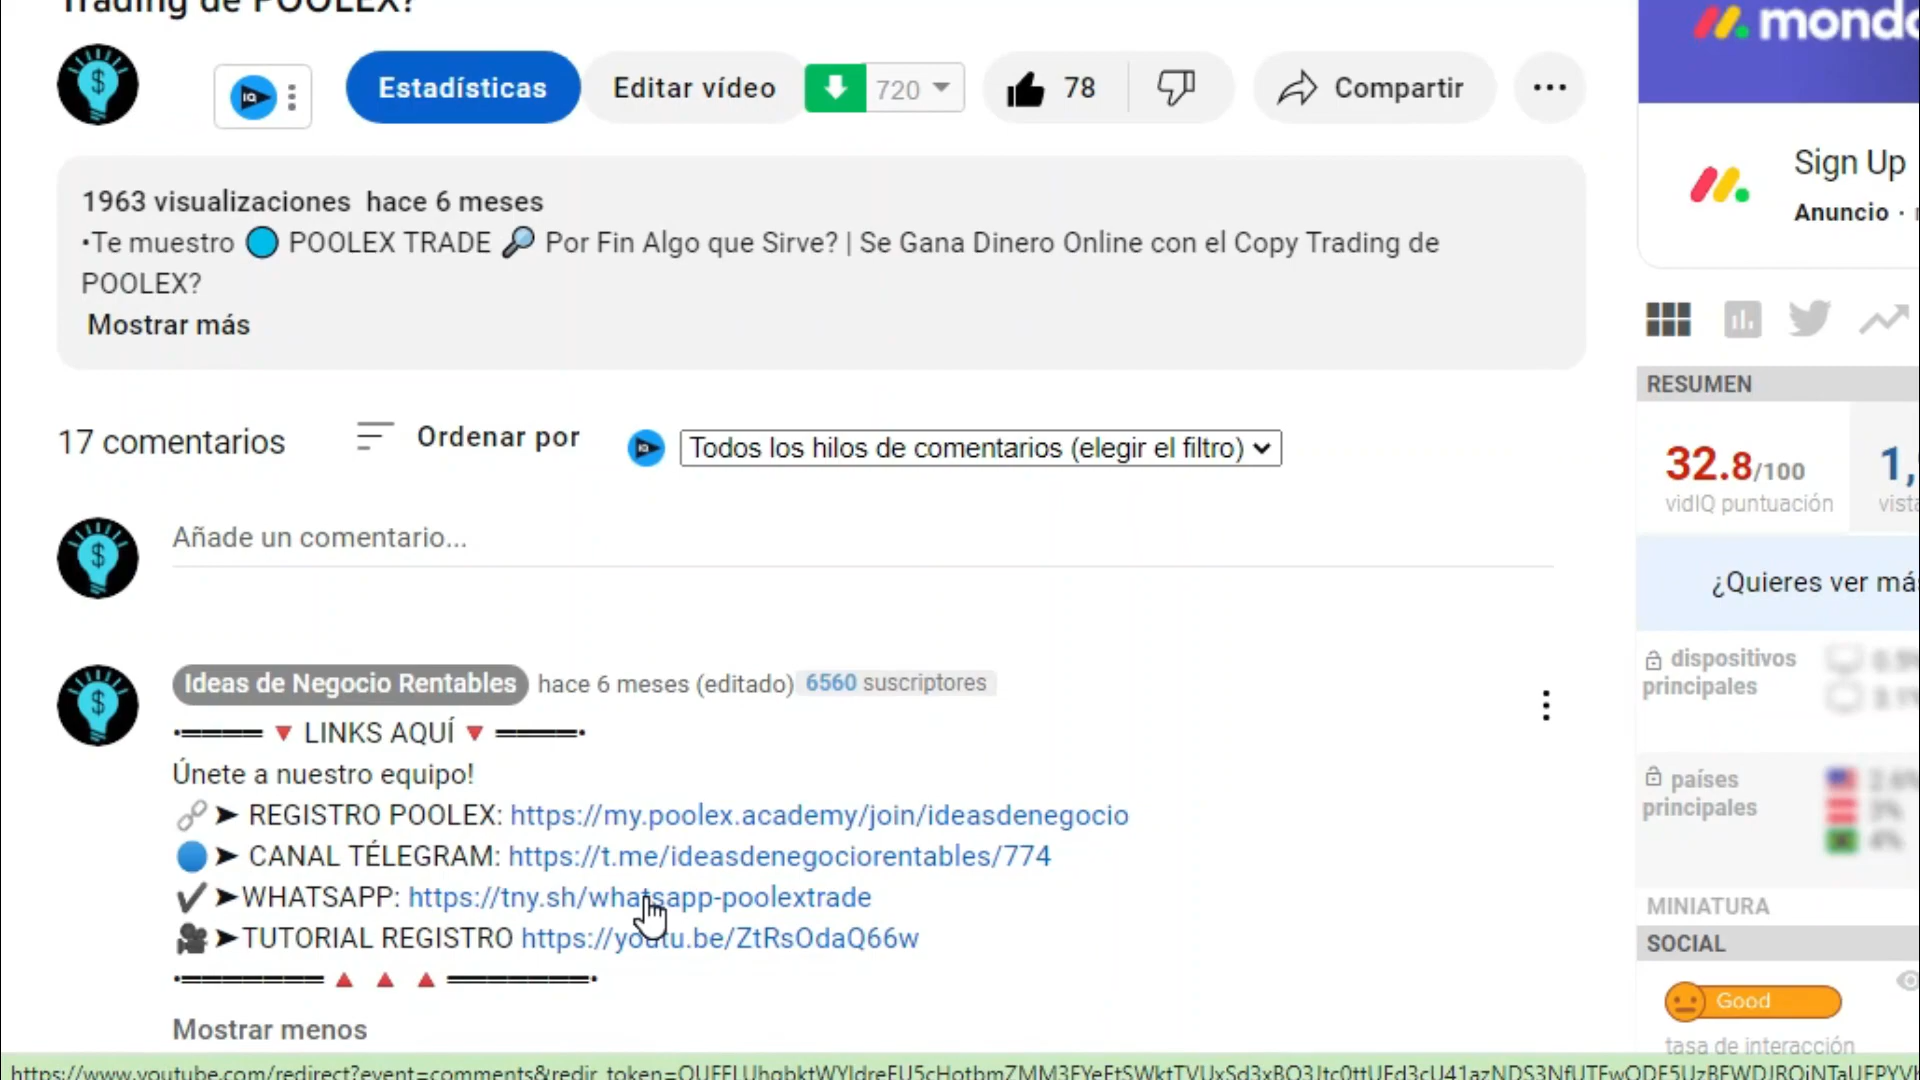 Trading de POOLEX?
Estadísticas
Editar vídeo
720
78
Compartir
1963 visualizaciones hace 6 meses
•Te muestro 🔵 POOLEX TRADE 🔎 Por Fin Algo que Sirve? | Se Gana Dinero Online con el Copy Trading de
POOLEX?
Mostrar más
17 comentarios
Ordenar por
IQ
Todos los hilos de comentarios (elegir el filtro)
Añade un comentario...
Ideas de Negocio Rentables hace 6 meses (editado) 6560 suscriptores
•════ 🔻 LINKS AQUÍ 🔻 ════•
Únete a nuestro equipo!
🔗 ➤ REGISTRO POOLEX: https://my.poolex.academy/join/ideasdenegocio
🔵 ➤ CANAL TÉLEGRAM: https://t.me/ideasdenegociorentables/774
✔️ ➤WHATSAPP: https://tny.sh/whatsapp-poolextrade
🎥 ➤TUTORIAL REGISTRO https://youtu.be/ZtRsOdaQ66w
•═══════ 🔺 🔺 🔺 ═══════•
Mostrar menos
Sign Up
Anuncio ·
RESUMEN
32.8/100
vidIQ puntuación
¿Quieres ver
dispositivos
principales
países
principales
MINIATURA
SOCIAL
Good
tasa de interacción